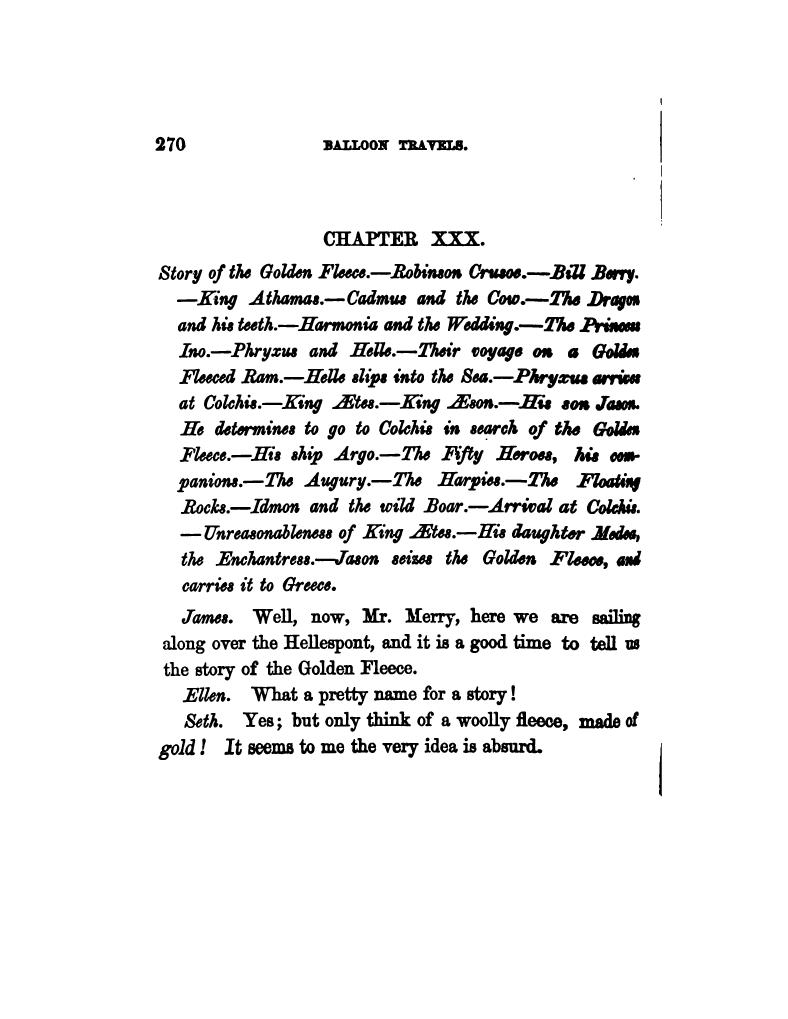 270 BALLOON TRAVELS.
CHAPTER XXX.
Story of the Golden Fleece.—Robinson Crusoe.—Bill Berry.
—King Athamas.—Cadmus and the Cow.—The Dragon
and his teeth.—Harmonia and the Wedding.—The Princess
Ino.—Phryxus and Helle.—Their voyage on a Golden
Fleeced Ram.—Helle slips into the Sea.—Phryxus arrives
at Colchis.—King Ætes.—King Æson.—His son Jason.
He determines to go to Colchis in search of the Golden
Fleece.—His ship Argo.—The Fifty Heroes, his com-
panions.—The Augury.—The Harpies.—The Floating
Rocks.—Idmon and the wild Boar.—Arrival at Colchis.
—Unreasonableness of King Ætes.—His daughter Medea,
the Enchantress.—Jason seizes the Golden Fleece, and
carries it to Greece.
James. Well, now, Mr. Merry, here we are sailing
along over the Hellespont, and it is a good time to tell us
the story of the Golden Fleece.
Ellen. What a pretty name for a story!
Seth. Yes; but only think of a woolly fleece, made of
gold! It seems to me the very idea is absurd.